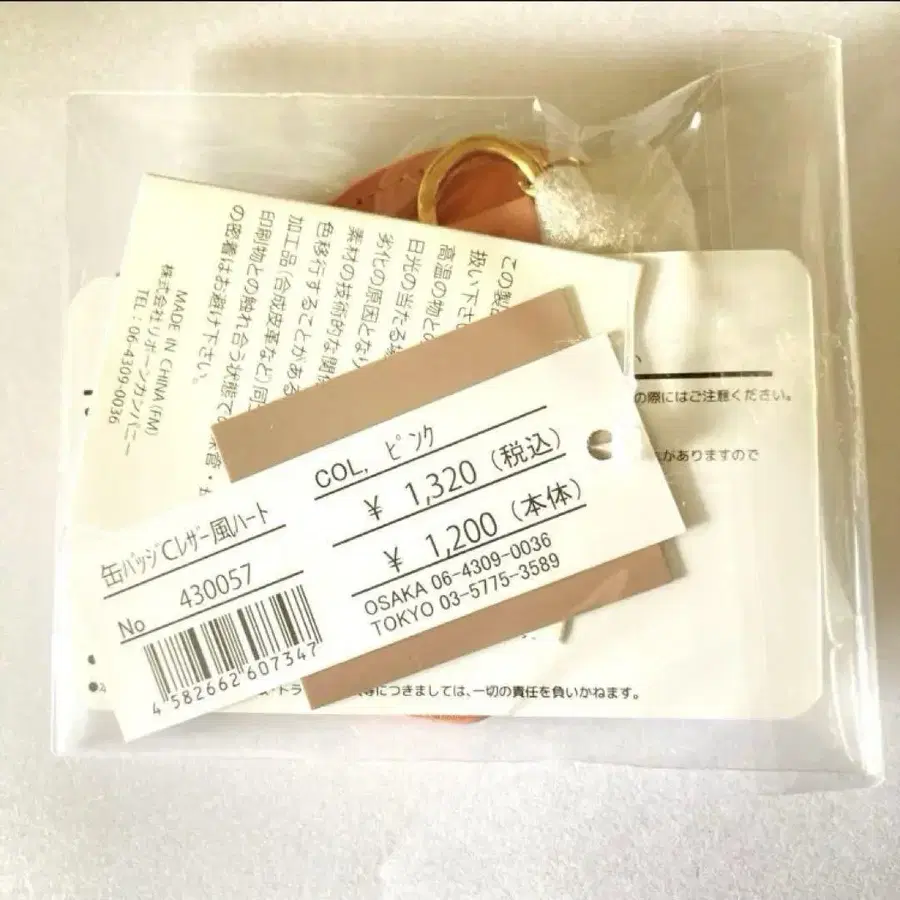 この製
扱い下さ
高温の物と
劣化の原因となり
日光の当たる場
素材の技術的な関係
色移行することがある
加工品(合成皮革など)同
印刷物との触れ合う状態で
の密着はお避け下さい。
MADE IN CHINA(FM)
株式会社リボーンカンパニー
TEL: 06-4309-0036
の際にはご注意ください。
がありますので
缶バッジCレザー風ハート
No 430057
4 582662 607347
COL. ピンク
¥ 1,320 (税込)
¥ 1,200 (本体)
OSAKA 06-4309-0036
TOKYO 03-5775-3589
につきましては、一切の責任を負いかねます。